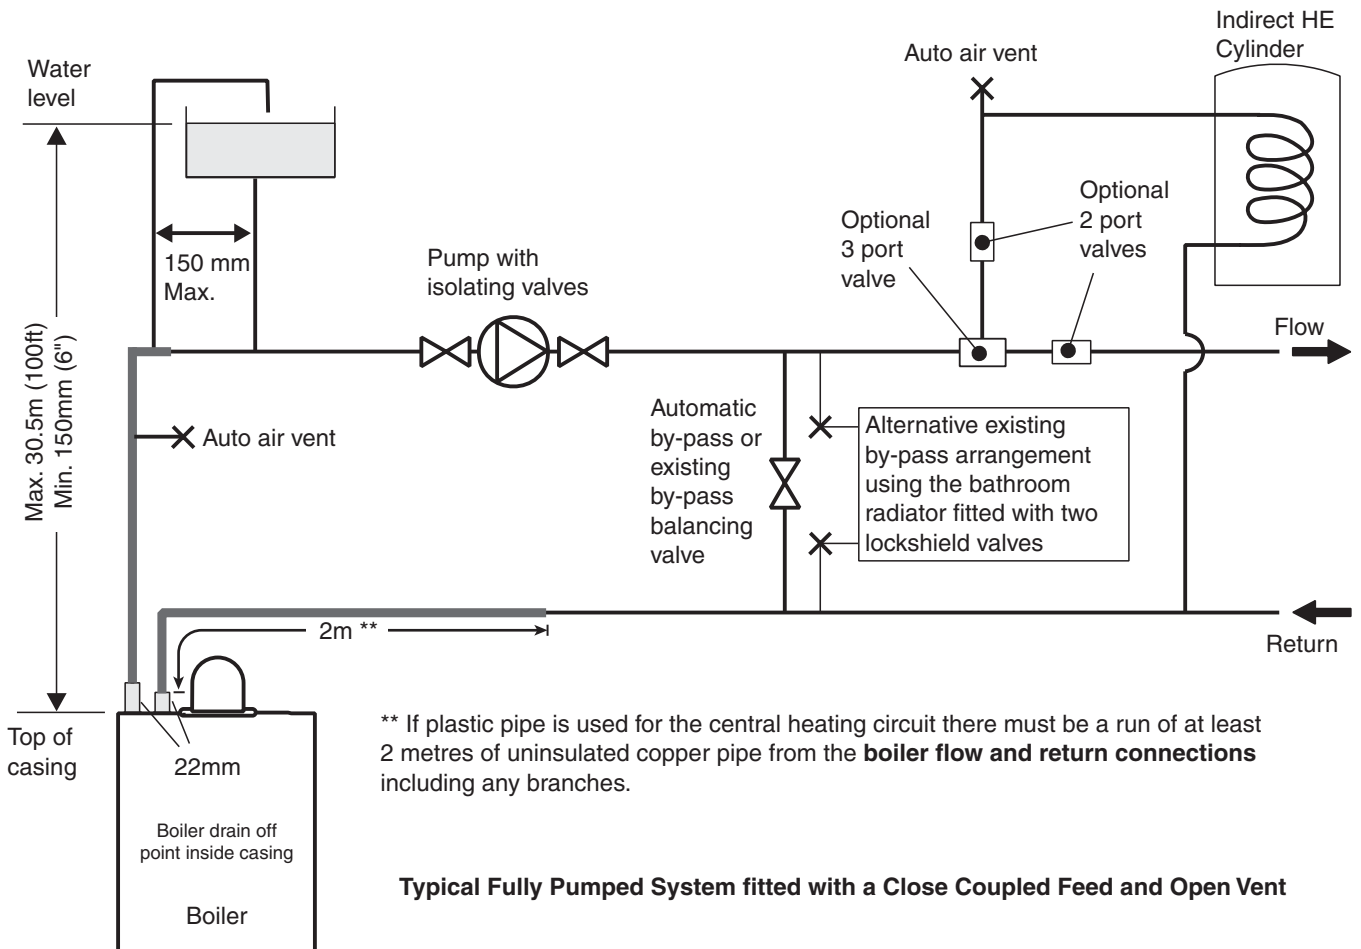 Indirect HE
Cylinder
Auto air vent
Water
level
Optional
2 port
valves
Optional
3 port
valve
150 mm
Max.
Pump with
isolating valves
Flow
Max. 30.5m (100ft)
Min. 150mm (6")
Auto air vent
Automatic
by-pass or
existing
by-pass
balancing
valve
Alternative existing
by-pass arrangement
using the bathroom
radiator fitted with two
lockshield valves
2m **
Return
Top of
casing
22mm
** If plastic pipe is used for the central heating circuit there must be a run of at least
2 metres of uninsulated copper pipe from the boiler flow and return connections
including any branches.
Boiler drain off
point inside casing
Boiler
Typical Fully Pumped System fitted with a Close Coupled Feed and Open Vent